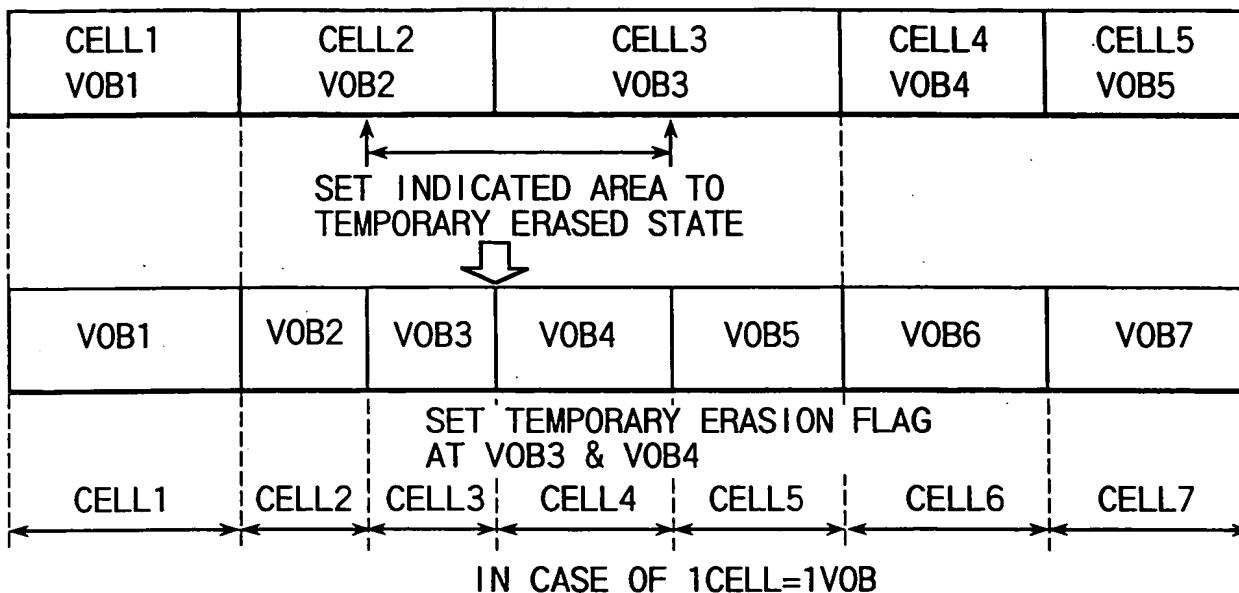 CELL1 CELL2 CELL3 CELL4 CELL5
VOB1 VOB2 VOB3 VOB4 VOB5
SET INDICATED AREA TO
TEMPORARY ERASED STATE
VOB1 VOB2 VOB3 VOB4 VOB5 VOB6 VOB7
SET TEMPORARY ERASION FLAG
AT VOB3 & VOB4
CELL1 CELL2 CELL3 CELL4 CELL5 CELL6 CELL7
IN CASE OF 1CELL=1VOB